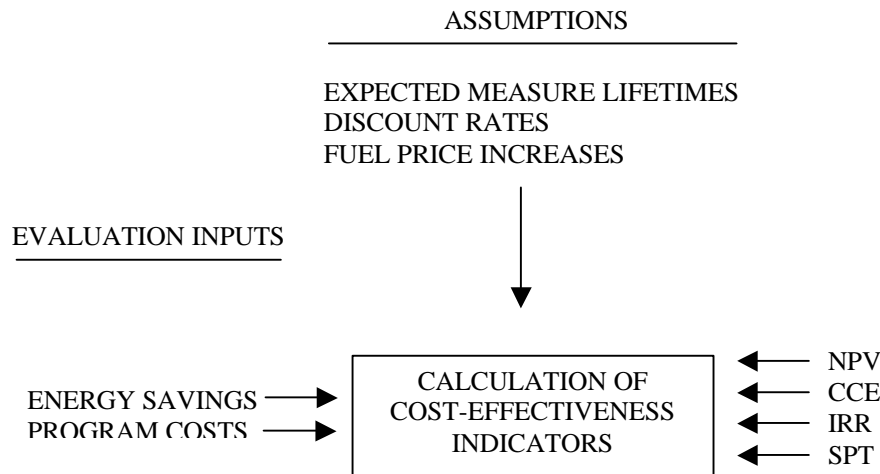 ASSUMPTIONS
EXPECTED MEASURE LIFETIMES
DISCOUNT RATES
FUEL PRICE INCREASES
EVALUATION INPUTS
ENERGY SAVINGS
PROGRAM COSTS
CALCULATION OF
COST-EFFECTIVENESS
INDICATORS
NPV
CCE
IRR
SPT